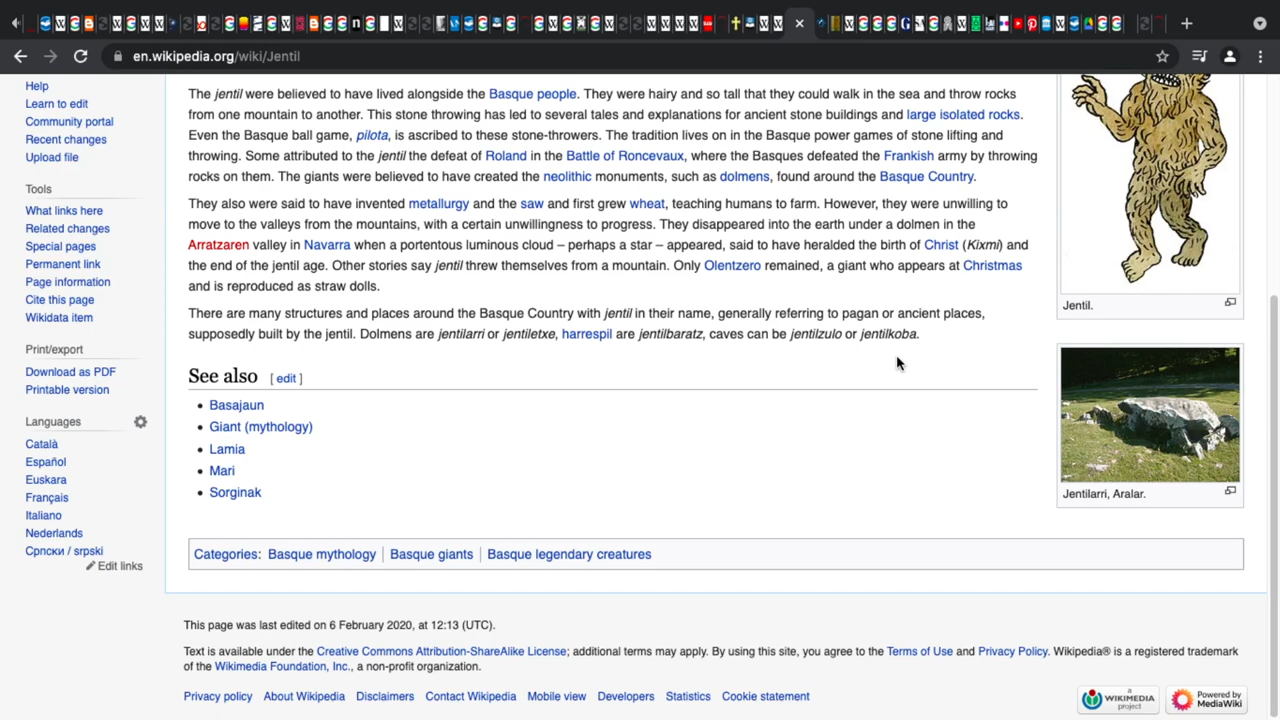 en.wikipedia.org/wiki/Jentil
Help
Learn to edit
Community portal
Recent changes
Upload file
Tools
What links here
Related changes
Special pages
Permanent link
Page information
Cite this page
Wikidata item
Print/export
Download as PDF
Printable version
Languages
Català
Español
Euskara
Français
Italiano
Nederlands
Српски / srpski
Edit links
The jentil were believed to have lived alongside the Basque people. They were hairy and so tall that they could walk in the sea and throw rocks
from one mountain to another. This stone throwing has led to several tales and explanations for ancient stone buildings and large isolated rocks.
Even the Basque ball game, pilota, is ascribed to these stone-throwers. The tradition lives on in the Basque power games of stone lifting and
throwing. Some attributed to the jentil the defeat of Roland in the Battle of Roncevaux, where the Basques defeated the Frankish army by throwing
rocks on them. The giants were believed to have created the neolithic monuments, such as dolmens, found around the Basque Country.
They also were said to have invented metallurgy and the saw and first grew wheat, teaching humans to farm. However, they were unwilling to
move to the valleys from the mountains, with a certain unwillingness to progress. They disappeared into the earth under a dolmen in the
Arratzaren valley in Navarra when a portentous luminous cloud – perhaps a star – appeared, said to have heralded the birth of Christ (Kixmi) and
the end of the jentil age. Other stories say jentil threw themselves from a mountain. Only Olentzero remained, a giant who appears at Christmas
and is reproduced as straw dolls.
There are many structures and places around the Basque Country with jentil in their name, generally referring to pagan or ancient places,
supposedly built by the jentil. Dolmens are jentilarri or jentiletxe, harrespil are jentilbaratz, caves can be jentilzulo or jentilkoba.
See also [ edit ]
Basajaun
Giant (mythology)
Lamia
Mari
Sorginak
Jentil.
Jentilarri, Aralar.
Categories: Basque mythology | Basque giants | Basque legendary creatures
This page was last edited on 6 February 2020, at 12:13 (UTC).
Text is available under the Creative Commons Attribution-ShareAlike License; additional terms may apply. By using this site, you agree to the Terms of Use and Privacy Policy. Wikipedia® is a registered trademark
of the Wikimedia Foundation, Inc., a non-profit organization.
Privacy policy About Wikipedia Disclaimers Contact Wikipedia Mobile view Developers Statistics Cookie statement
a
WIKIMEDIA
project
Powered by
MediaWiki